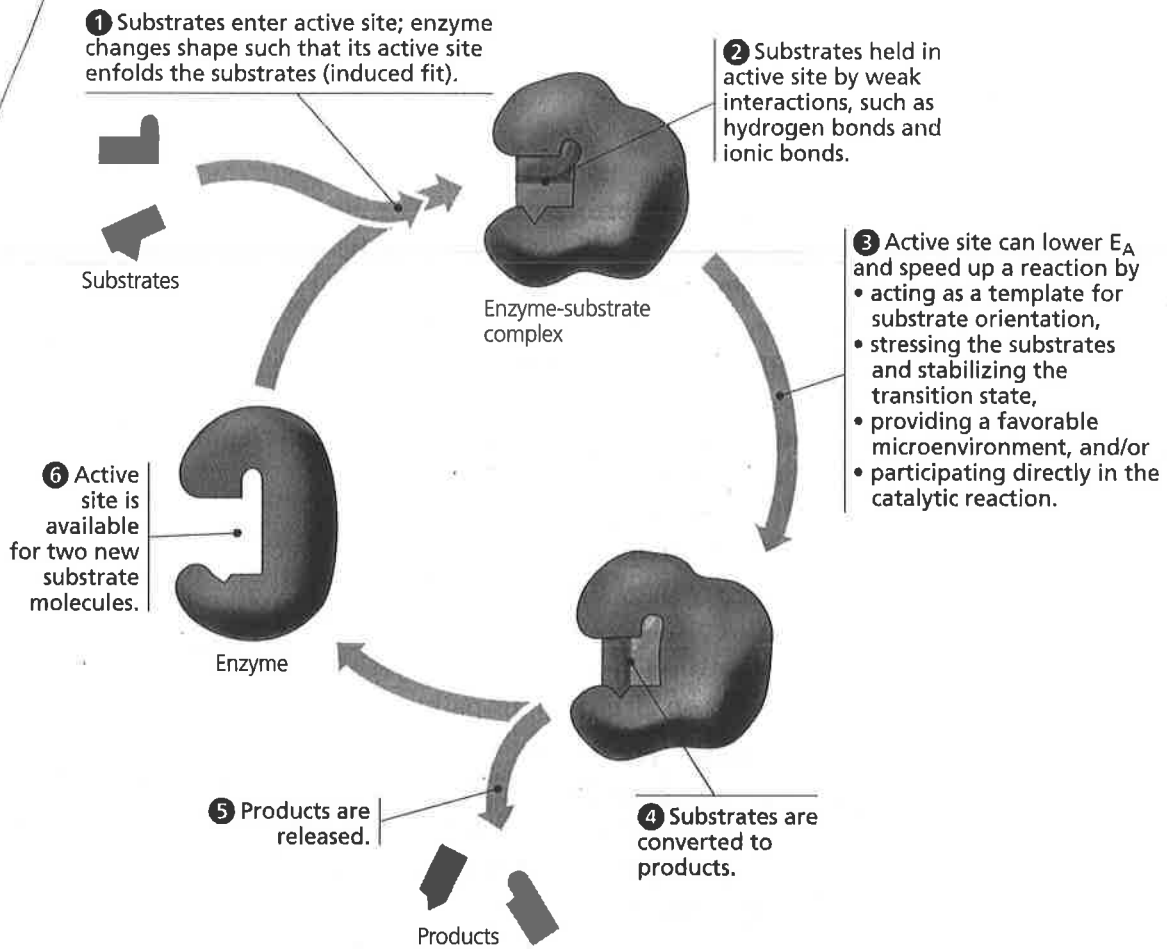 1 Substrates enter active site; enzyme
changes shape such that its active site
enfolds the substrates (induced fit).
2 Substrates held in
active site by weak
interactions, such as
hydrogen bonds and
ionic bonds.
Substrates
Enzyme-substrate
complex
3 Active site can lower EA
and speed up a reaction by
• acting as a template for
substrate orientation,
• stressing the substrates
and stabilizing the
transition state,
• providing a favorable
microenvironment, and/or
• participating directly in the
catalytic reaction.
6 Active
site is
available
for two new
substrate
molecules.
Enzyme
5 Products are
released.
4 Substrates are
converted to
products.
Products